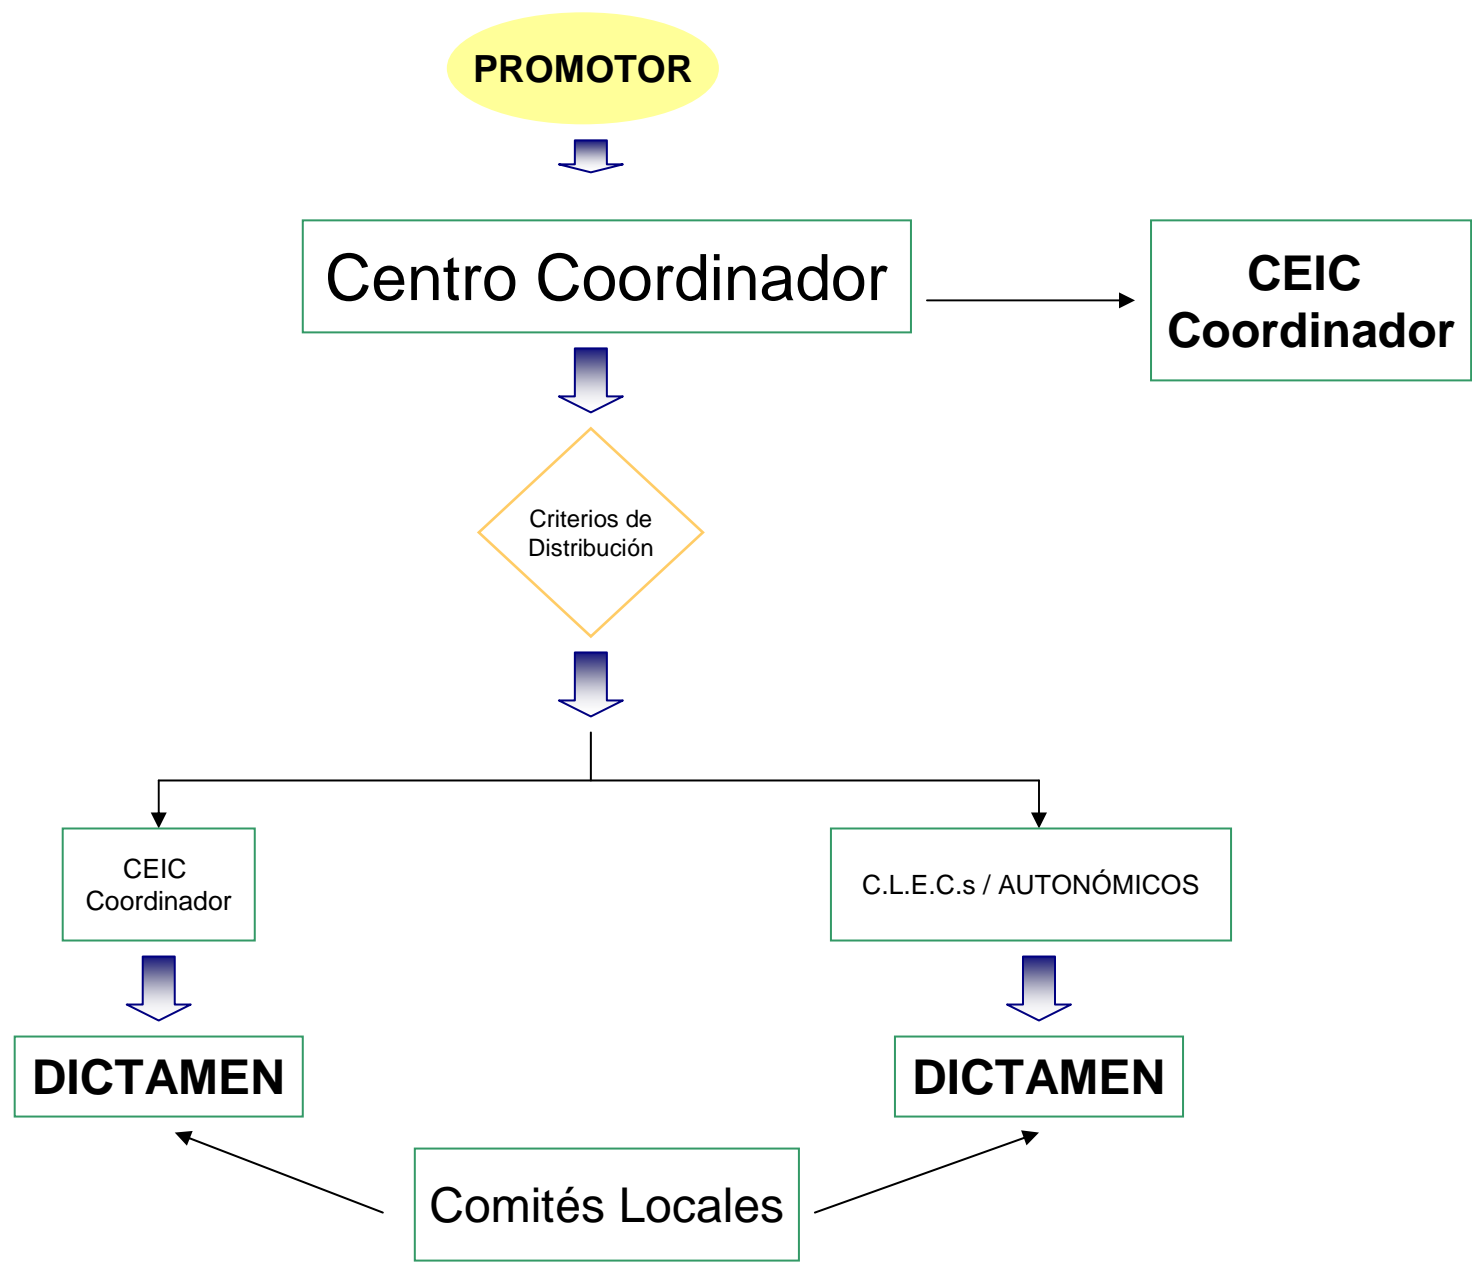 PROMOTOR
Centro Coordinador
CEIC
Coordinador
Criterios de
Distribución
CEIC
Coordinador
C.L.E.C.s / AUTONÓMICOS
DICTAMEN
DICTAMEN
Comités Locales